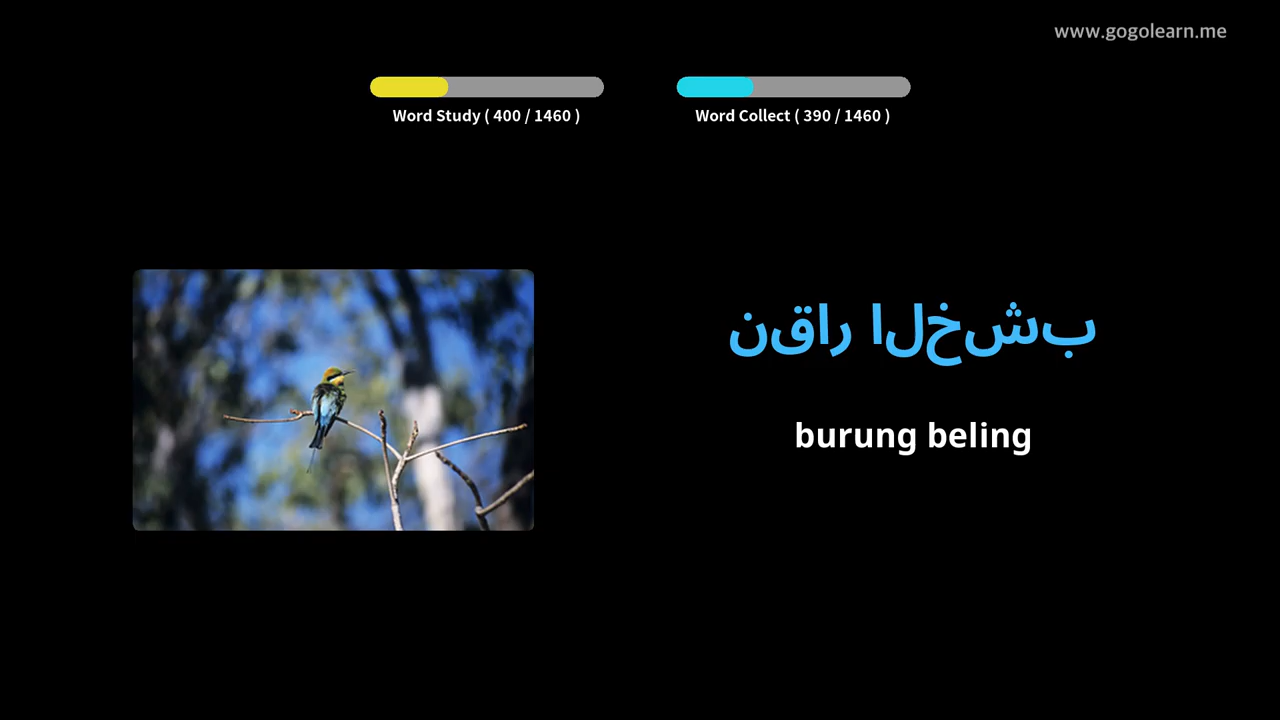 www.gogolearn.me
Word Study ( 400 / 1460 )
Word Collect ( 390 / 1460 )
نقار الخشب
burung beling